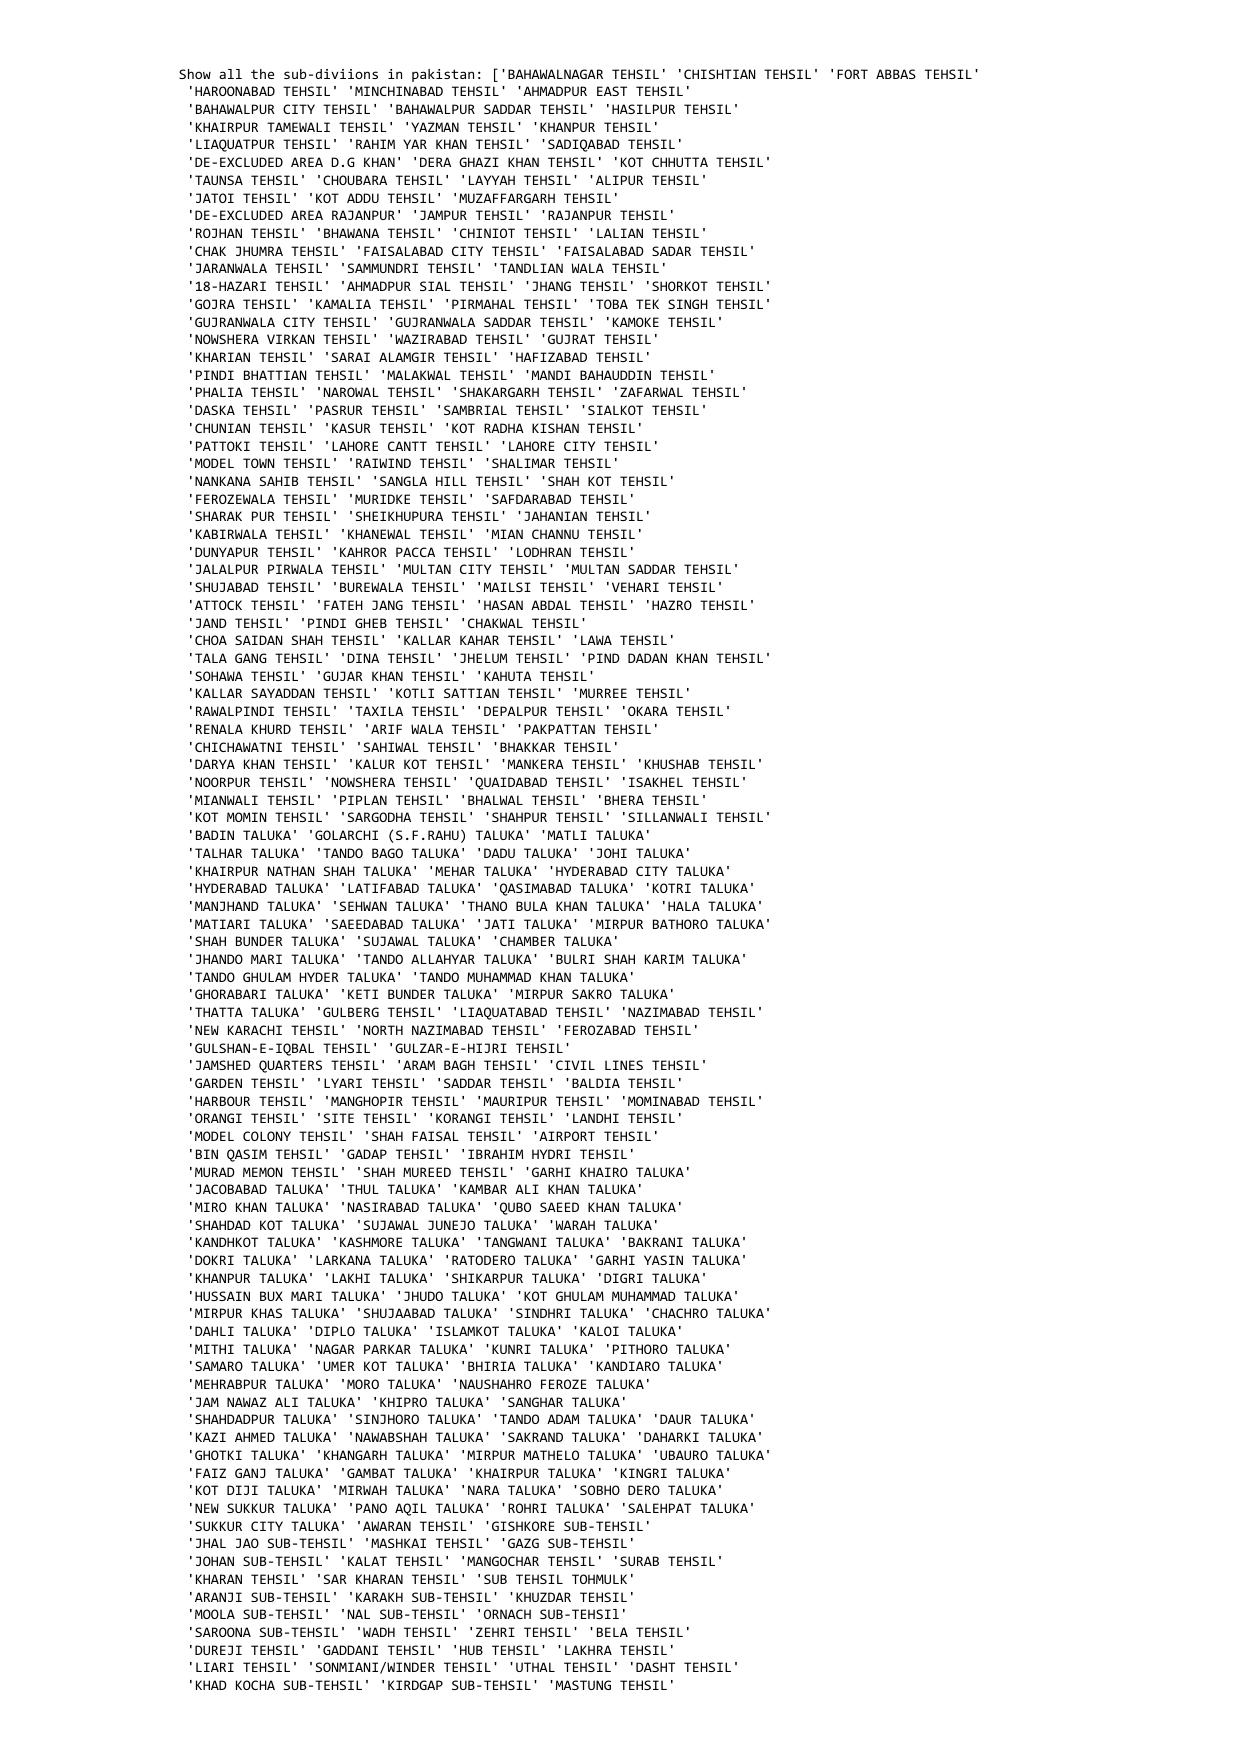 Show all the sub-diviions in pakistan: ['BAHAWALNAGAR TEHSIL' 'CHISHTIAN TEHSIL' 'FORT ABBAS TEHSIL'
'HAROONABAD TEHSIL' 'MINCHINABAD TEHSIL' 'AHMADPUR EAST TEHSIL'
'BAHAWALPUR CITY TEHSIL' 'BAHAWALPUR SADDAR TEHSIL' 'HASILPUR TEHSIL'
'KHAIRPUR TAMEWALI TEHSIL' 'YAZMAN TEHSIL' 'KHANPUR TEHSIL'
'LIAQUATPUR TEHSIL' 'RAHIM YAR KHAN TEHSIL' 'SADIQABAD TEHSIL'
'DE-EXCLUDED AREA D.G KHAN' 'DERA GHAZI KHAN TEHSIL' 'KOT CHHUTTA TEHSIL'
'TAUNSA TEHSIL' 'CHOUBARA TEHSIL' 'LAYYAH TEHSIL' 'ALIPUR TEHSIL'
'JATOI TEHSIL' 'KOT ADDU TEHSIL' 'MUZAFFARGARH TEHSIL'
'DE-EXCLUDED AREA RAJANPUR' 'JAMPUR TEHSIL' 'RAJANPUR TEHSIL'
'ROJHAN TEHSIL' 'BHAWANA TEHSIL' 'CHINIOT TEHSIL' 'LALIAN TEHSIL'
'CHAK JHUMRA TEHSIL' 'FAISALABAD CITY TEHSIL' 'FAISALABAD SADAR TEHSIL'
'JARANWALA TEHSIL' 'SAMMUNDRI TEHSIL' 'TANDLIAN WALA TEHSIL'
'18-HAZARI TEHSIL' 'AHMADPUR SIAL TEHSIL' 'JHANG TEHSIL' 'SHORKOT TEHSIL'
'GOJRA TEHSIL' 'KAMALIA TEHSIL' 'PIRMAHAL TEHSIL' 'TOBA TEK SINGH TEHSIL'
'GUJRANWALA CITY TEHSIL' 'GUJRANWALA SADDAR TEHSIL' 'KAMOKE TEHSIL'
'NOWSHERA VIRKAN TEHSIL' 'WAZIRABAD TEHSIL' 'GUJRAT TEHSIL'
'KHARIAN TEHSIL' 'SARAI ALAMGIR TEHSIL' 'HAFIZABAD TEHSIL'
'PINDI BHATTIAN TEHSIL' 'MALAKWAL TEHSIL' 'MANDI BAHAUDDIN TEHSIL'
'PHALIA TEHSIL' 'NAROWAL TEHSIL' 'SHAKARGARH TEHSIL' 'ZAFARWAL TEHSIL'
'DASKA TEHSIL' 'PASRUR TEHSIL' 'SAMBRIAL TEHSIL' 'SIALKOT TEHSIL'
'CHUNIAN TEHSIL' 'KASUR TEHSIL' 'KOT RADHA KISHAN TEHSIL'
'PATTOKI TEHSIL' 'LAHORE CANTT TEHSIL' 'LAHORE CITY TEHSIL'
'MODEL TOWN TEHSIL' 'RAIWIND TEHSIL' 'SHALIMAR TEHSIL'
'NANKANA SAHIB TEHSIL' 'SANGLA HILL TEHSIL' 'SHAH KOT TEHSIL'
'FEROZEWALA TEHSIL' 'MURIDKE TEHSIL' 'SAFDARABAD TEHSIL'
'SHARAK PUR TEHSIL' 'SHEIKHUPURA TEHSIL' 'JAHANIAN TEHSIL'
'KABIRWALA TEHSIL' 'KHANEWAL TEHSIL' 'MIAN CHANNU TEHSIL'
'DUNYAPUR TEHSIL' 'KAHROR PACCA TEHSIL' 'LODHRAN TEHSIL'
'JALALPUR PIRWALA TEHSIL' 'MULTAN CITY TEHSIL' 'MULTAN SADDAR TEHSIL'
'SHUJABAD TEHSIL' 'BUREWALA TEHSIL' 'MAILSI TEHSIL' 'VEHARI TEHSIL'
'ATTOCK TEHSIL' 'FATEH JANG TEHSIL' 'HASAN ABDAL TEHSIL' 'HAZRO TEHSIL'
'JAND TEHSIL' 'PINDI GHEB TEHSIL' 'CHAKWAL TEHSIL'
'CHOA SAIDAN SHAH TEHSIL' 'KALLAR KAHAR TEHSIL' 'LAWA TEHSIL'
'TALA GANG TEHSIL' 'DINA TEHSIL' 'JHELUM TEHSIL' 'PIND DADAN KHAN TEHSIL'
'SOHAWA TEHSIL' 'GUJAR KHAN TEHSIL' 'KAHUTA TEHSIL'
'KALLAR SAYADDAN TEHSIL' 'KOTLI SATTIAN TEHSIL' 'MURREE TEHSIL'
'RAWALPINDI TEHSIL' 'TAXILA TEHSIL' 'DEPALPUR TEHSIL' 'OKARA TEHSIL'
'RENALA KHURD TEHSIL' 'ARIF WALA TEHSIL' 'PAKPATTAN TEHSIL'
'CHICHAWATNI TEHSIL' 'SAHIWAL TEHSIL' 'BHAKKAR TEHSIL'
'DARYA KHAN TEHSIL' 'KALUR KOT TEHSIL' 'MANKERA TEHSIL' 'KHUSHAB TEHSIL'
'NOORPUR TEHSIL' 'NOWSHERA TEHSIL' 'QUAIDABAD TEHSIL' 'ISAKHEL TEHSIL'
'MIANWALI TEHSIL' 'PIPLAN TEHSIL' 'BHALWAL TEHSIL' 'BHERA TEHSIL'
'KOT MOMIN TEHSIL' 'SARGODHA TEHSIL' 'SHAHPUR TEHSIL' 'SILLANWALI TEHSIL'
'BADIN TALUKA' 'GOLARCHI (S.F.RAHU) TALUKA' 'MATLI TALUKA'
'TALHAR TALUKA' 'TANDO BAGO TALUKA' 'DADU TALUKA' 'JOHI TALUKA'
'KHAIRPUR NATHAN SHAH TALUKA' 'MEHAR TALUKA' 'HYDERABAD CITY TALUKA'
'HYDERABAD TALUKA' 'LATIFABAD TALUKA' 'QASIMABAD TALUKA' 'KOTRI TALUKA'
'MANJHAND TALUKA' 'SEHWAN TALUKA' 'THANO BULA KHAN TALUKA' 'HALA TALUKA'
'MATIARI TALUKA' 'SAEEDABAD TALUKA' 'JATI TALUKA' 'MIRPUR BATHORO TALUKA'
'SHAH BUNDER TALUKA' 'SUJAWAL TALUKA' 'CHAMBER TALUKA'
'JHANDO MARI TALUKA' 'TANDO ALLAHYAR TALUKA' 'BULRI SHAH KARIM TALUKA'
'TANDO GHULAM HYDER TALUKA' 'TANDO MUHAMMAD KHAN TALUKA'
'GHORABARI TALUKA' 'KETI BUNDER TALUKA' 'MIRPUR SAKRO TALUKA'
'THATTA TALUKA' 'GULBERG TEHSIL' 'LIAQUATABAD TEHSIL' 'NAZIMABAD TEHSIL'
'NEW KARACHI TEHSIL' 'NORTH NAZIMABAD TEHSIL' 'FEROZABAD TEHSIL'
'GULSHAN-E-IQBAL TEHSIL' 'GULZAR-E-HIJRI TEHSIL'
'JAMSHED QUARTERS TEHSIL' 'ARAM BAGH TEHSIL' 'CIVIL LINES TEHSIL'
'GARDEN TEHSIL' 'LYARI TEHSIL' 'SADDAR TEHSIL' 'BALDIA TEHSIL'
'HARBOUR TEHSIL' 'MANGHOPIR TEHSIL' 'MAURIPUR TEHSIL' 'MOMINABAD TEHSIL'
'ORANGI TEHSIL' 'SITE TEHSIL' 'KORANGI TEHSIL' 'LANDHI TEHSIL'
'MODEL COLONY TEHSIL' 'SHAH FAISAL TEHSIL' 'AIRPORT TEHSIL'
'BIN QASIM TEHSIL' 'GADAP TEHSIL' 'IBRAHIM HYDRI TEHSIL'
'MURAD MEMON TEHSIL' 'SHAH MUREED TEHSIL' 'GARHI KHAIRO TALUKA'
'JACOBABAD TALUKA' 'THUL TALUKA' 'KAMBAR ALI KHAN TALUKA'
'MIRO KHAN TALUKA' 'NASIRABAD TALUKA' 'QUBO SAEED KHAN TALUKA'
'SHAHDAD KOT TALUKA' 'SUJAWAL JUNEJO TALUKA' 'WARAH TALUKA'
'KANDHKOT TALUKA' 'KASHMORE TALUKA' 'TANGWANI TALUKA' 'BAKRANI TALUKA'
'DOKRI TALUKA' 'LARKANA TALUKA' 'RATODERO TALUKA' 'GARHI YASIN TALUKA'
'KHANPUR TALUKA' 'LAKHI TALUKA' 'SHIKARPUR TALUKA' 'DIGRI TALUKA'
'HUSSAIN BUX MARI TALUKA' 'JHUDO TALUKA' 'KOT GHULAM MUHAMMAD TALUKA'
'MIRPUR KHAS TALUKA' 'SHUJAABAD TALUKA' 'SINDHRI TALUKA' 'CHACHRO TALUKA'
'DAHLI TALUKA' 'DIPLO TALUKA' 'ISLAMKOT TALUKA' 'KALOI TALUKA'
'MITHI TALUKA' 'NAGAR PARKAR TALUKA' 'KUNRI TALUKA' 'PITHORO TALUKA'
'SAMARO TALUKA' 'UMER KOT TALUKA' 'BHIRIA TALUKA' 'KANDIARO TALUKA'
'MEHRABPUR TALUKA' 'MORO TALUKA' 'NAUSHAHRO FEROZE TALUKA'
'JAM NAWAZ ALI TALUKA' 'KHIPRO TALUKA' 'SANGHAR TALUKA'
'SHAHDADPUR TALUKA' 'SINJHORO TALUKA' 'TANDO ADAM TALUKA' 'DAUR TALUKA'
'KAZI AHMED TALUKA' 'NAWABSHAH TALUKA' 'SAKRAND TALUKA' 'DAHARKI TALUKA'
'GHOTKI TALUKA' 'KHANGARH TALUKA' 'MIRPUR MATHELO TALUKA' 'UBAURO TALUKA'
'FAIZ GANJ TALUKA' 'GAMBAT TALUKA' 'KHAIRPUR TALUKA' 'KINGRI TALUKA'
'KOT DIJI TALUKA' 'MIRWAH TALUKA' 'NARA TALUKA' 'SOBHO DERO TALUKA'
'NEW SUKKUR TALUKA' 'PANO AQIL TALUKA' 'ROHRI TALUKA' 'SALEHPAT TALUKA'
'SUKKUR CITY TALUKA' 'AWARAN TEHSIL' 'GISHKORE SUB-TEHSIL'
'JHAL JAO SUB-TEHSIL' 'MASHKAI TEHSIL' 'GAZG SUB-TEHSIL'
'JOHAN SUB-TEHSIL' 'KALAT TEHSIL' 'MANGOCHAR TEHSIL' 'SURAB TEHSIL'
'KHARAN TEHSIL' 'SAR KHARAN TEHSIL' 'SUB TEHSIL TOHMULK'
'ARANJI SUB-TEHSIL' 'KARAKH SUB-TEHSIL' 'KHUZDAR TEHSIL'
'MOOLA SUB-TEHSIL' 'NAL SUB-TEHSIL' 'ORNACH SUB-TEHSIl'
'SAROONA SUB-TEHSIL' 'WADH TEHSIL' 'ZEHRI TEHSIL' 'BELA TEHSIL'
'DUREJI TEHSIL' 'GADDANI TEHSIL' 'HUB TEHSIL' 'LAKHRA TEHSIL'
'LIARI TEHSIL' 'SONMIANI/WINDER TEHSIL' 'UTHAL TEHSIL' 'DASHT TEHSIL'
'KHAD KOCHA SUB-TEHSIL' 'KIRDGAP SUB-TEHSIL' 'MASTUNG TEHSIL'